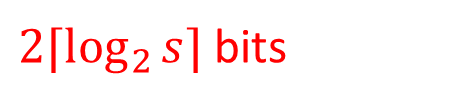 2⌈log₂ s⌉ bits